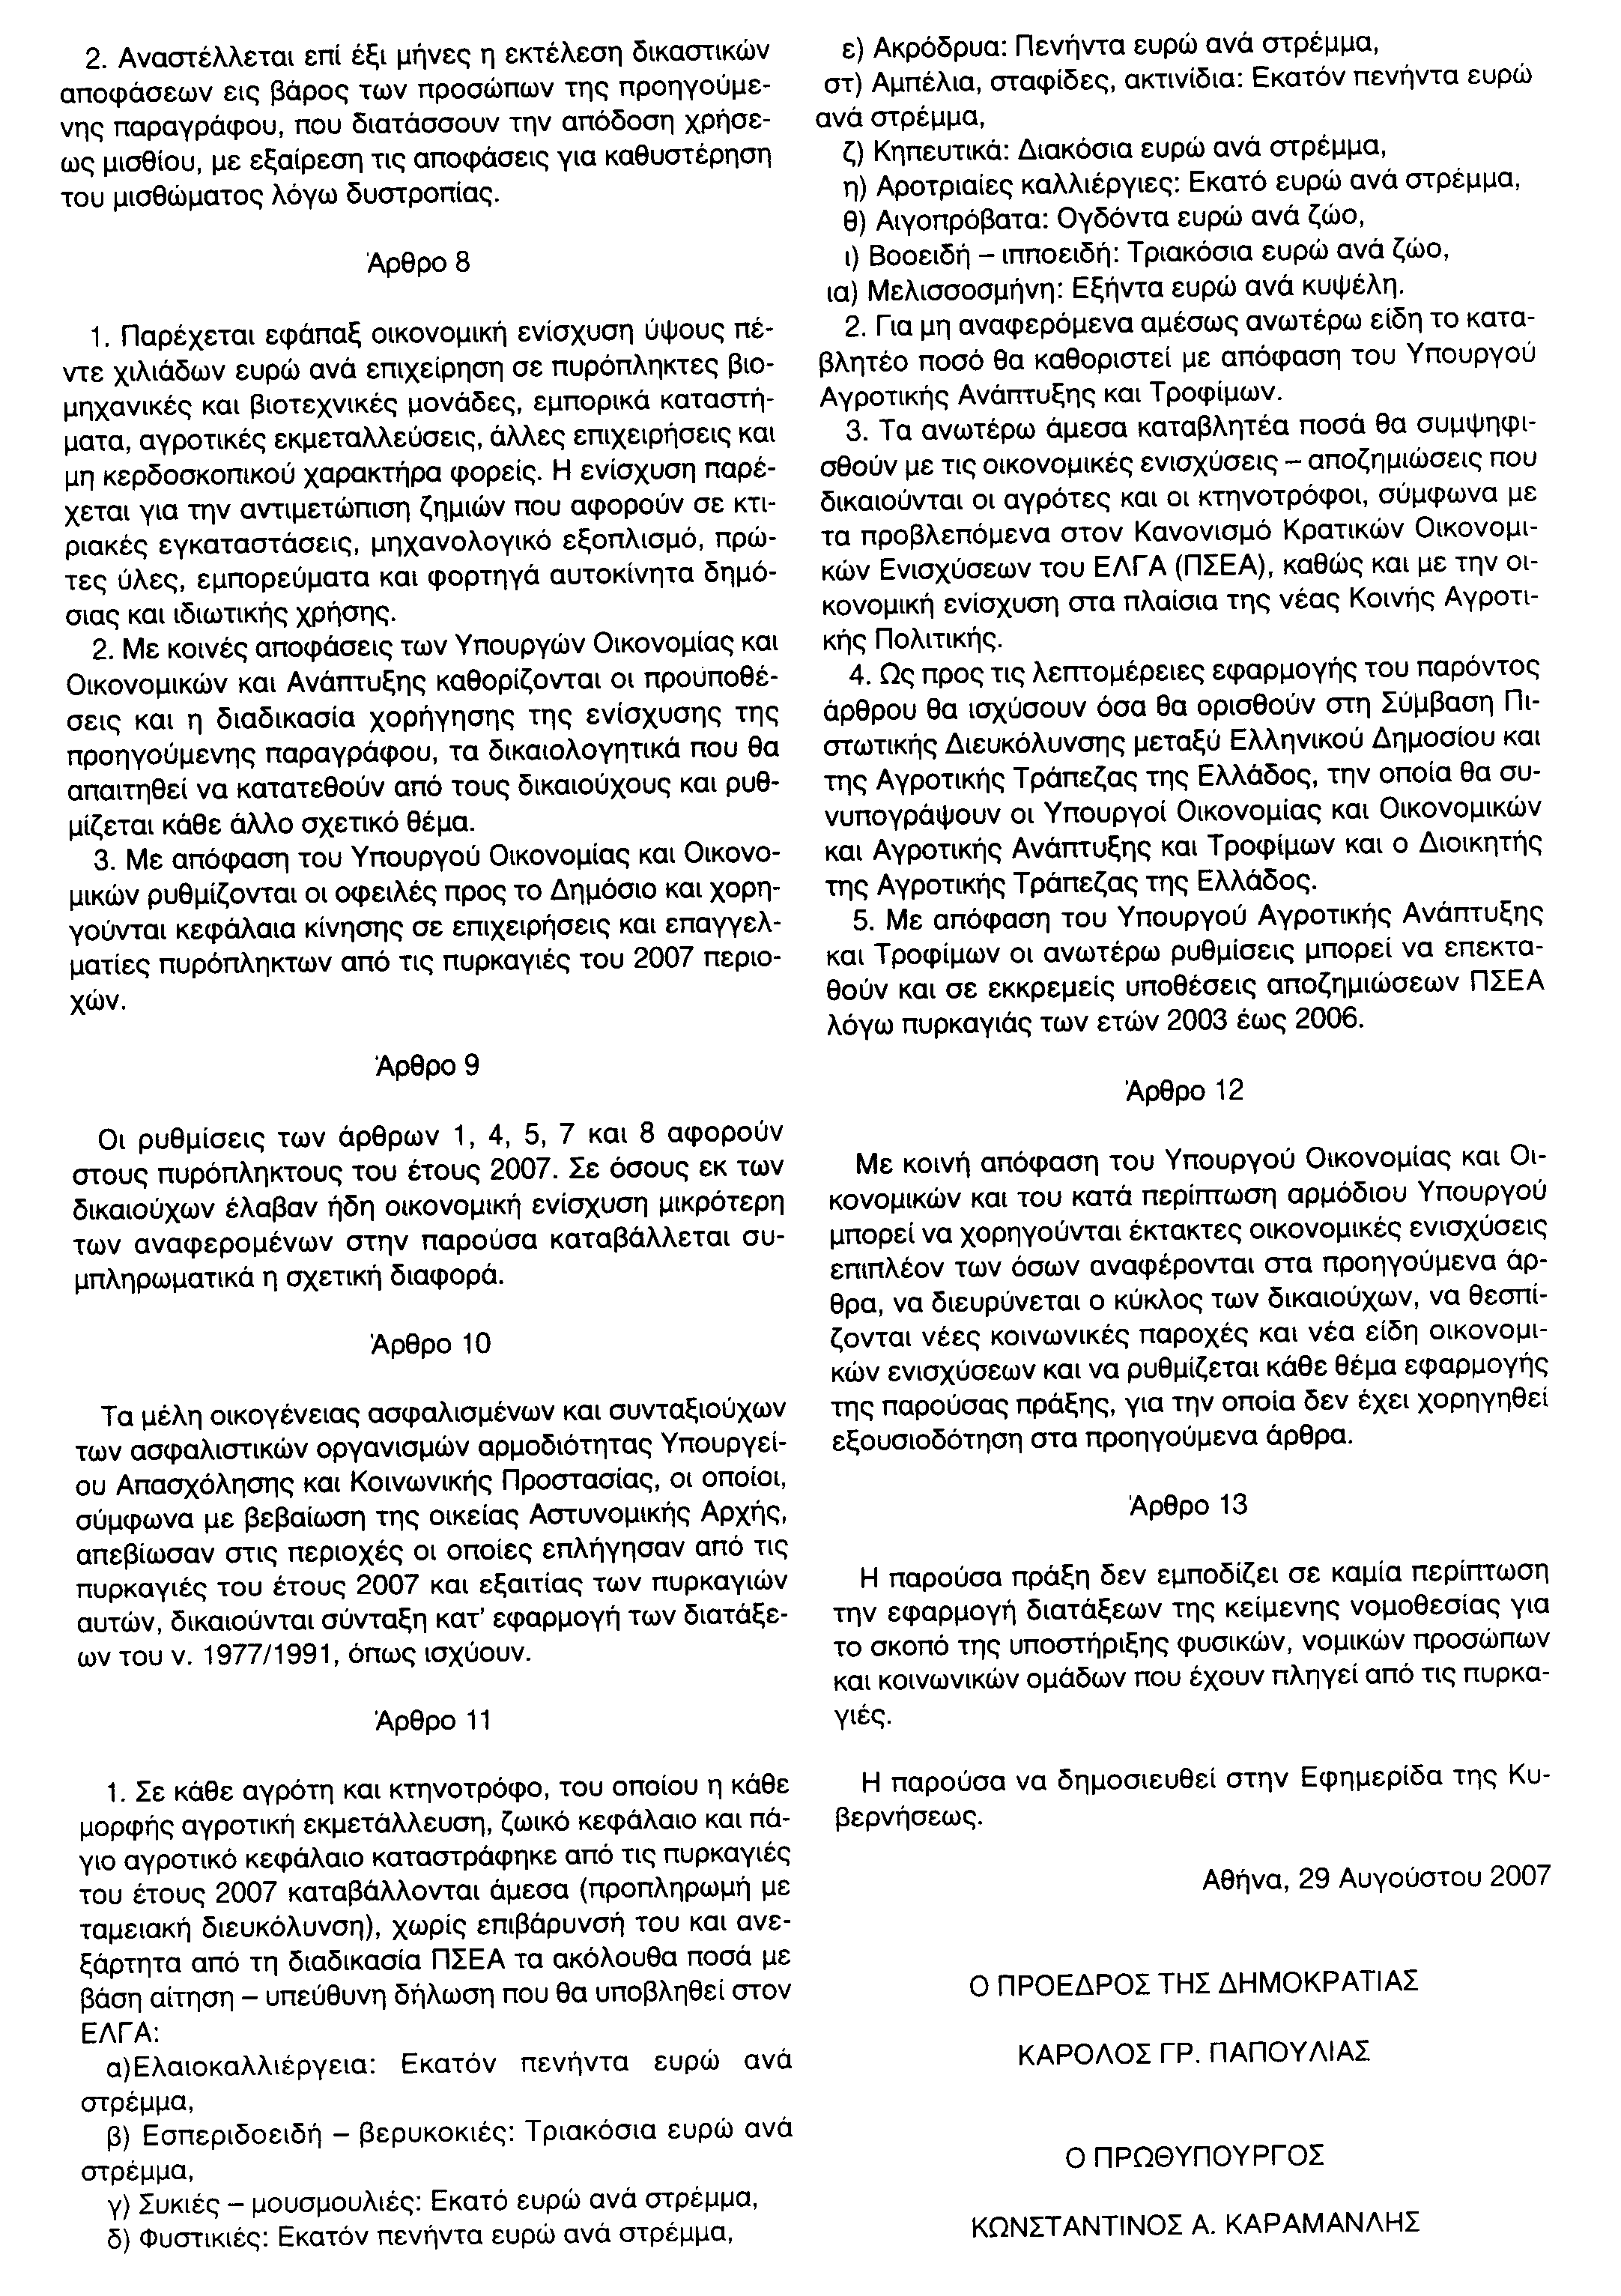 2. Αναστέλλεται επί έξι μήνες η εκτέλεση δικαστικών
αποφάσεων εις βάρος των προσώπων της προηγούμε-
νης παραγράφου, που διατάσσουν την απόδοση χρήσε-
ως μισθίου, με εξαίρεση τις αποφάσεις για καθυστέρηση
του μισθώματος λόγω δυστροπίας.
Άρθρο 8
1. Παρέχεται εφάπαξ οικονομική ενίσχυση ύψους πέ-
ντε χιλιάδων ευρώ ανά επιχείρηση σε πυρόπληκτες βιο-
μηχανικές και βιοτεχνικές μονάδες, εμπορικά καταστή-
ματα, αγροτικές εκμεταλλεύσεις, άλλες επιχειρήσεις και
μη κερδοσκοπικού χαρακτήρα φορείς. Η ενίσχυση παρέ-
χεται για την αντιμετώπιση ζημιών που αφορούν σε κτι-
ριακές εγκαταστάσεις, μηχανολογικό εξοπλισμό, πρώ-
τες ύλες, εμπορεύματα και φορτηγά αυτοκίνητα δημό-
σιας και ιδιωτικής χρήσης.
2. Με κοινές αποφάσεις των Υπουργών Οικονομίας και
Οικονομικών και Ανάπτυξης καθορίζονται οι προϋποθέ-
σεις και η διαδικασία χορήγησης της ενίσχυσης της
προηγούμενης παραγράφου, τα δικαιολογητικά που θα
απαιτηθεί να κατατεθούν από τους δικαιούχους και ρυθ-
μίζεται κάθε άλλο σχετικό θέμα.
3. Με απόφαση του Υπουργού Οικονομίας και Οικονο-
μικών ρυθμίζονται οι οφειλές προς το Δημόσιο και χορη-
γούνται κεφάλαια κίνησης σε επιχειρήσεις και επαγγελ-
ματίες πυρόπληκτων από τις πυρκαγιές του 2007 περιο-
χών.
Άρθρο 9
Οι ρυθμίσεις των άρθρων 1, 4, 5, 7 και 8 αφορούν
στους πυρόπληκτους του έτους 2007. Σε όσους εκ των
δικαιούχων έλαβαν ήδη οικονομική ενίσχυση μικρότερη
των αναφερομένων στην παρούσα καταβάλλεται συ-
μπληρωματικά η σχετική διαφορά.
Άρθρο 10
Τα μέλη οικογένειας ασφαλισμένων και συνταξιούχων
των ασφαλιστικών οργανισμών αρμοδιότητας Υπουργεί-
ου Απασχόλησης και Κοινωνικής Προστασίας, οι οποίοι,
σύμφωνα με βεβαίωση της οικείας Αστυνομικής Αρχής,
απεβίωσαν στις περιοχές οι οποίες επλήγησαν από τις
πυρκαγιές του έτους 2007 και εξαιτίας των πυρκαγιών
αυτών, δικαιούνται σύνταξη κατ’ εφαρμογή των διατάξε-
ων του ν. 1977/1991, όπως ισχύουν.
Άρθρο 11
1. Σε κάθε αγρότη και κτηνοτρόφο, του οποίου η κάθε
μορφής αγροτική εκμετάλλευση, ζωικό κεφάλαιο και πά-
γιο αγροτικό κεφάλαιο καταστράφηκε από τις πυρκαγιές
του έτους 2007 καταβάλλονται άμεσα (προπληρωμή με
ταμειακή διευκόλυνση), χωρίς επιβάρυνσή του και ανε-
ξάρτητα από τη διαδικασία ΠΣΕΑ τα ακόλουθα ποσά με
βάση αίτηση – υπεύθυνη δήλωση που θα υποβληθεί στον
ΕΛΓΑ:
α)Ελαιοκαλλιέργεια: Εκατόν πενήντα ευρώ ανά
στρέμμα,
β) Εσπεριδοειδή – βερυκοκιές: Τριακόσια ευρώ ανά
στρέμμα,
γ) Συκιές – μουσμουλιές: Εκατό ευρώ ανά στρέμμα,
δ) Φυστικιές: Εκατόν πενήντα ευρώ ανά στρέμμα,
ε) Ακρόδρυα: Πενήντα ευρώ ανά στρέμμα,
στ) Αμπέλια, σταφίδες, ακτινίδια: Εκατόν πενήντα ευρώ
ανά στρέμμα,
ζ) Κηπευτικά: Διακόσια ευρώ ανά στρέμμα,
η) Αροτριαίες καλλιέργιες: Εκατό ευρώ ανά στρέμμα,
θ) Αιγοπρόβατα: Ογδόντα ευρώ ανά ζώο,
ι) Βοοειδή – ιπποειδή: Τριακόσια ευρώ ανά ζώο,
ια) Μελισσοσμήνη: Εξήντα ευρώ ανά κυψέλη.
2. Για μη αναφερόμενα αμέσως ανωτέρω είδη το κατα-
βλητέο ποσό θα καθοριστεί με απόφαση του Υπουργού
Αγροτικής Ανάπτυξης και Τροφίμων.
3. Τα ανωτέρω άμεσα καταβλητέα ποσά θα συμψηφι-
σθούν με τις οικονομικές ενισχύσεις – αποζημιώσεις που
δικαιούνται οι αγρότες και οι κτηνοτρόφοι, σύμφωνα με
τα προβλεπόμενα στον Κανονισμό Κρατικών Οικονομι-
κών Ενισχύσεων του ΕΛΓΑ (ΠΣΕΑ), καθώς και με την οι-
κονομική ενίσχυση στα πλαίσια της νέας Κοινής Αγροτι-
κής Πολιτικής.
4. Ως προς τις λεπτομέρειες εφαρμογής του παρόντος
άρθρου θα ισχύσουν όσα θα ορισθούν στη Σύμβαση Πι-
στωτικής Διευκόλυνσης μεταξύ Ελληνικού Δημοσίου και
της Αγροτικής Τράπεζας της Ελλάδος, την οποία θα συ-
νυπογράψουν οι Υπουργοί Οικονομίας και Οικονομικών
και Αγροτικής Ανάπτυξης και Τροφίμων και ο Διοικητής
της Αγροτικής Τράπεζας της Ελλάδος.
5. Με απόφαση του Υπουργού Αγροτικής Ανάπτυξης
και Τροφίμων οι ανωτέρω ρυθμίσεις μπορεί να επεκτα-
θούν και σε εκκρεμείς υποθέσεις αποζημιώσεων ΠΣΕΑ
λόγω πυρκαγιάς των ετών 2003 έως 2006.
Άρθρο 12
Με κοινή απόφαση του Υπουργού Οικονομίας και Οι-
κονομικών και του κατά περίπτωση αρμόδιου Υπουργού
μπορεί να χορηγούνται έκτακτες οικονομικές ενισχύσεις
επιπλέον των όσων αναφέρονται στα προηγούμενα άρ-
θρα, να διευρύνεται ο κύκλος των δικαιούχων, να θεσπί-
ζονται νέες κοινωνικές παροχές και νέα είδη οικονομι-
κών ενισχύσεων και να ρυθμίζεται κάθε θέμα εφαρμογής
της παρούσας πράξης, για την οποία δεν έχει χορηγηθεί
εξουσιοδότηση στα προηγούμενα άρθρα.
Άρθρο 13
Η παρούσα πράξη δεν εμποδίζει σε καμία περίπτωση
την εφαρμογή διατάξεων της κείμενης νομοθεσίας για
το σκοπό της υποστήριξης φυσικών, νομικών προσώπων
και κοινωνικών ομάδων που έχουν πληγεί από τις πυρκα-
γιές.
Η παρούσα να δημοσιευθεί στην Εφημερίδα της Κυ-
βερνήσεως.
Αθήνα, 29 Αυγούστου 2007
Ο ΠΡΟΕΔΡΟΣ ΤΗΣ ΔΗΜΟΚΡΑΤΙΑΣ
ΚΑΡΟΛΟΣ ΓΡ. ΠΑΠΟΥΛΙΑΣ
Ο ΠΡΩΘΥΠΟΥΡΓΟΣ
ΚΩΝΣΤΑΝΤΙΝΟΣ Α. ΚΑΡΑΜΑΝΛΗΣ